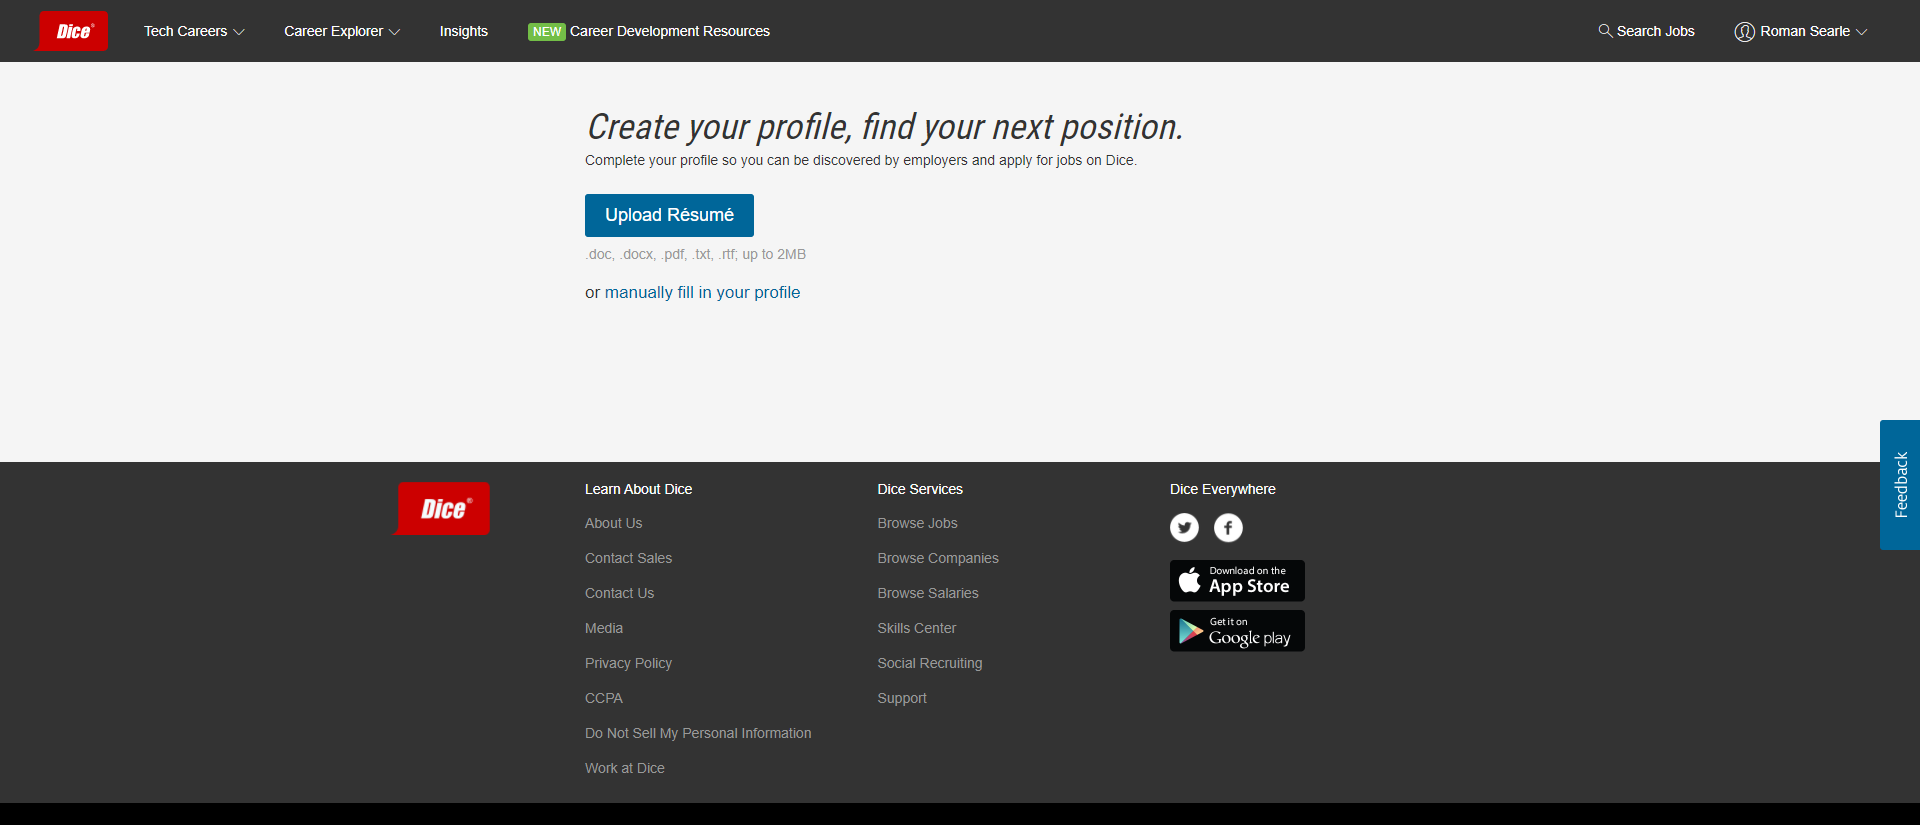 Dice®
Tech Careers
Career Explorer
Insights
NEW Career Development Resources
Search Jobs
Roman Searle
Create your profile, find your next position.
Complete your profile so you can be discovered by employers and apply for jobs on Dice.
Upload Résumé
.doc, .docx, .pdf, .txt, .rtf; up to 2MB
or manually fill in your profile
Feedback
Dice®
Learn About Dice
About Us
Contact Sales
Contact Us
Media
Privacy Policy
CCPA
Do Not Sell My Personal Information
Work at Dice
Dice Services
Browse Jobs
Browse Companies
Browse Salaries
Skills Center
Social Recruiting
Support
Dice Everywhere
Download on the
App Store
Get it on
Google play